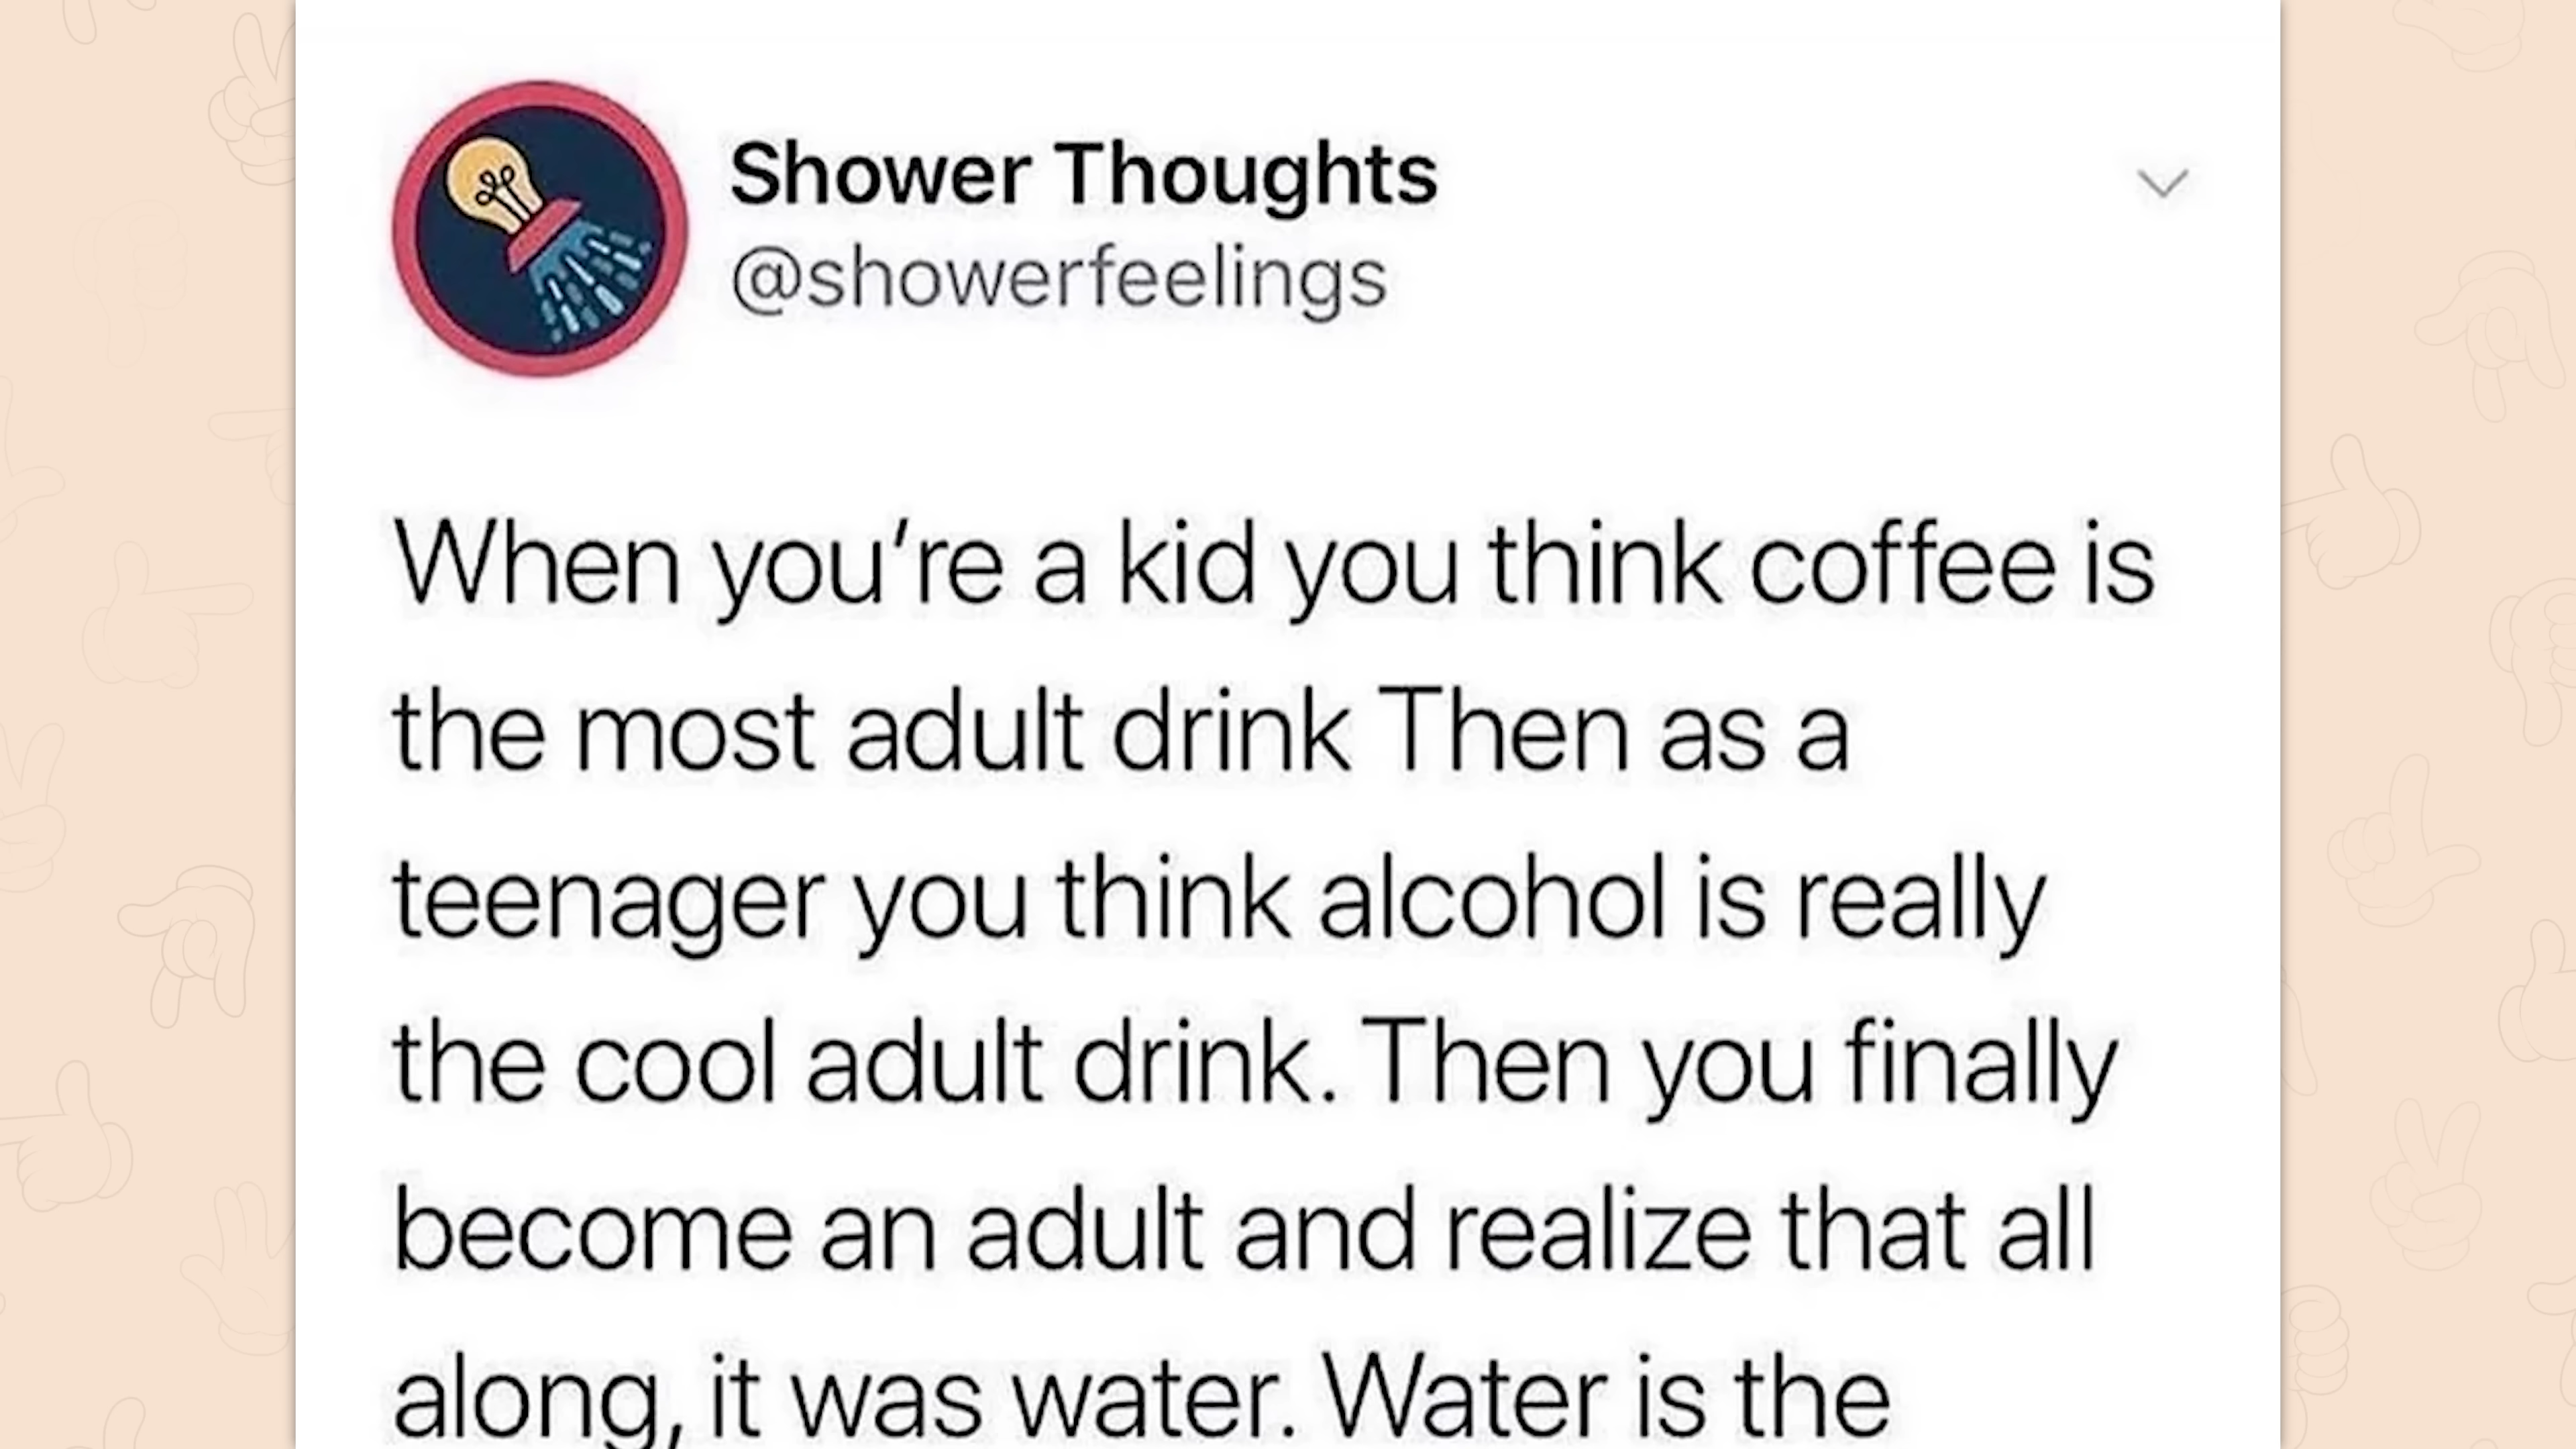 Shower Thoughts
@showerfeelings
When you’re a kid you think coffee is
the most adult drink Then as a
teenager you think alcohol is really
the cool adult drink. Then you finally
become an adult and realize that all
along, it was water. Water is the